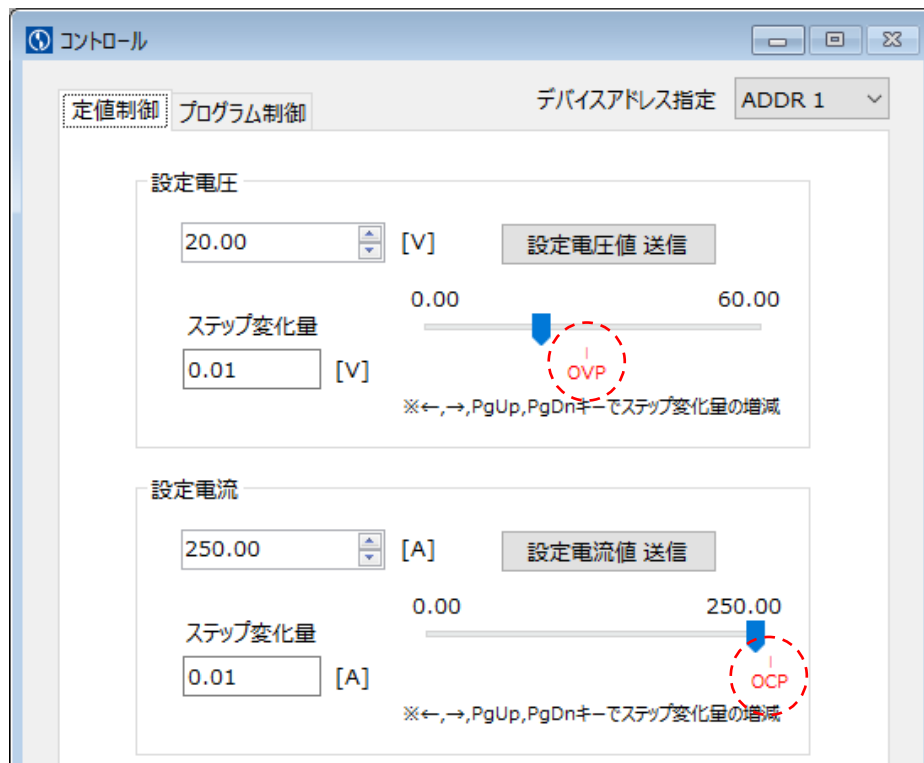 コントロール
定値制御 プログラム制御 デバイスアドレス指定 ADDR 1
設定電圧
20.00 [V] 設定電圧値 送信
0.00 60.00
ステップ変化量
0.01 [V]
OVP
※←,→,PgUp,PgDnキーでステップ変化量の増減
設定電流
250.00 [A] 設定電流値 送信
0.00 250.00
ステップ変化量
0.01 [A]
OCP
※←,→,PgUp,PgDnキーでステップ変化量の増減